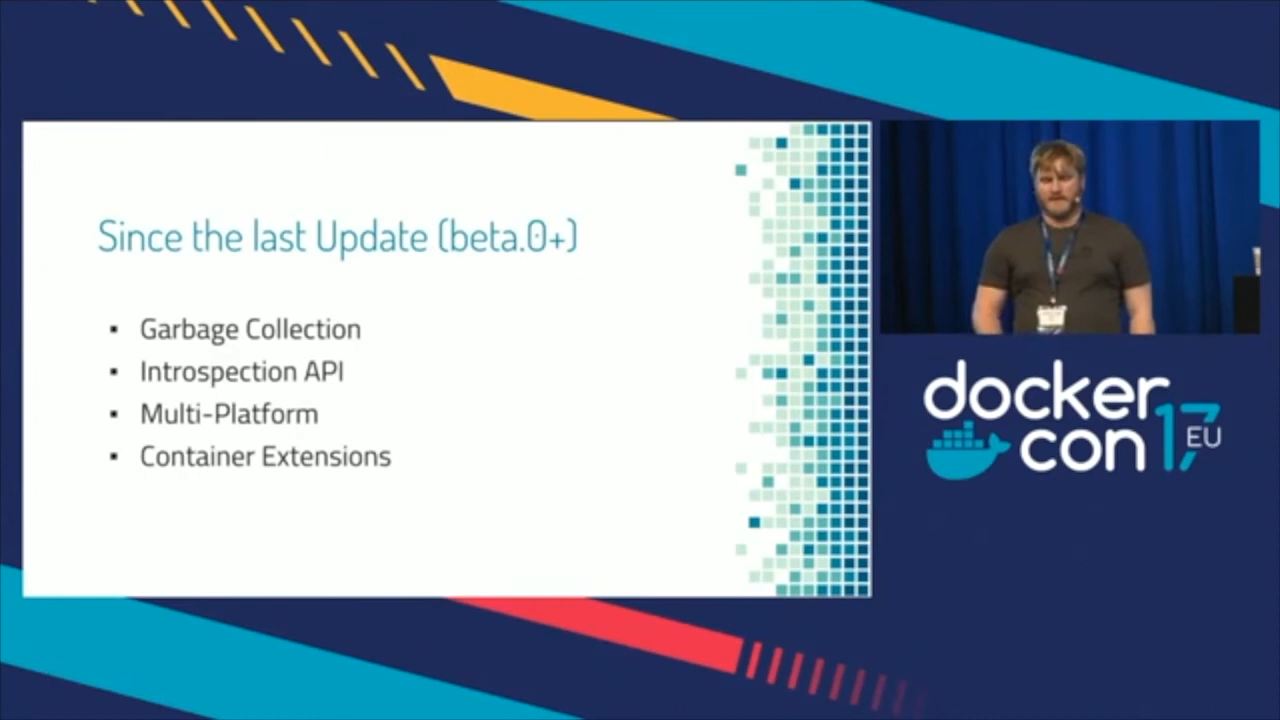 Since the last Update (beta.0+)
▪ Garbage Collection
▪ Introspection API
▪ Multi-Platform
▪ Container Extensions
docker
con 17 EU